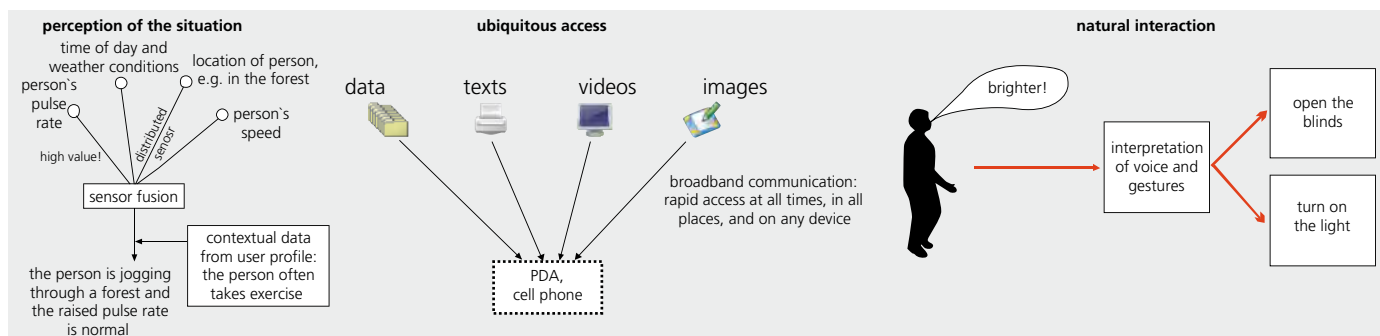 perception of the situation
time of day and
weather conditions
location of person,
e.g. in the forest
person`s
pulse
rate
person`s
speed
high value!
distributed
senosr
sensor fusion
contextual data
from user profile:
the person often
takes exercise
the person is jogging
through a forest and
the raised pulse rate
is normal
ubiquitous access
data
texts
videos
images
broadband communication:
rapid access at all times, in all
places, and on any device
PDA,
cell phone
natural interaction
brighter!
interpretation
of voice and
gestures
open the
blinds
turn on
the light